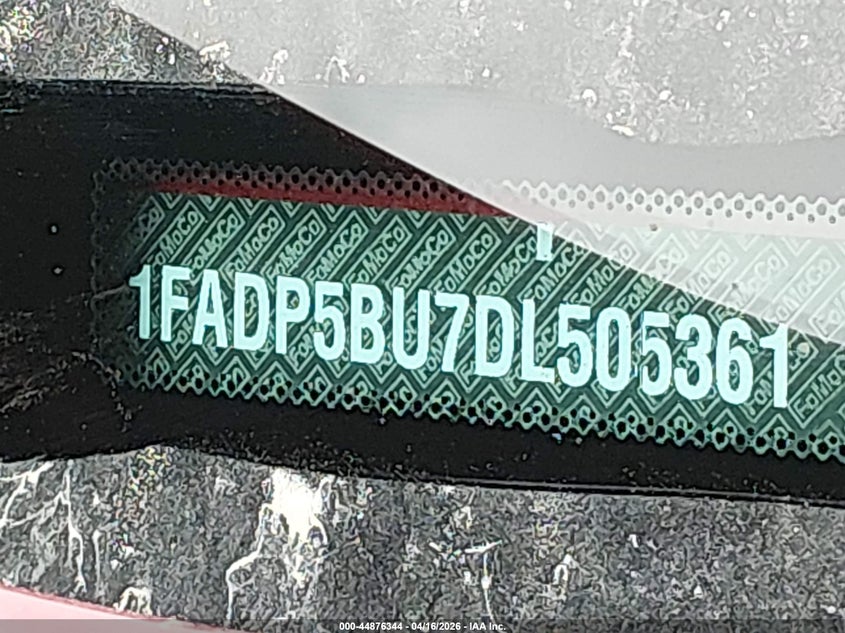 1FADP5BU7DL505361
000-44876344 - 04/16/2026 - IAA Inc.